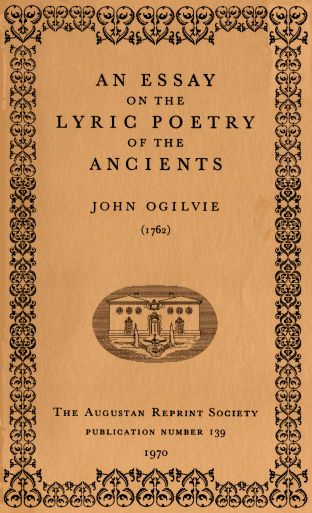 AN ESSAY
ON THE
LYRIC POETRY
OF THE
ANCIENTS
JOHN OGILVIE
(1762)
THE AUGUSTAN REPRINT SOCIETY
PUBLICATION NUMBER 139
1970